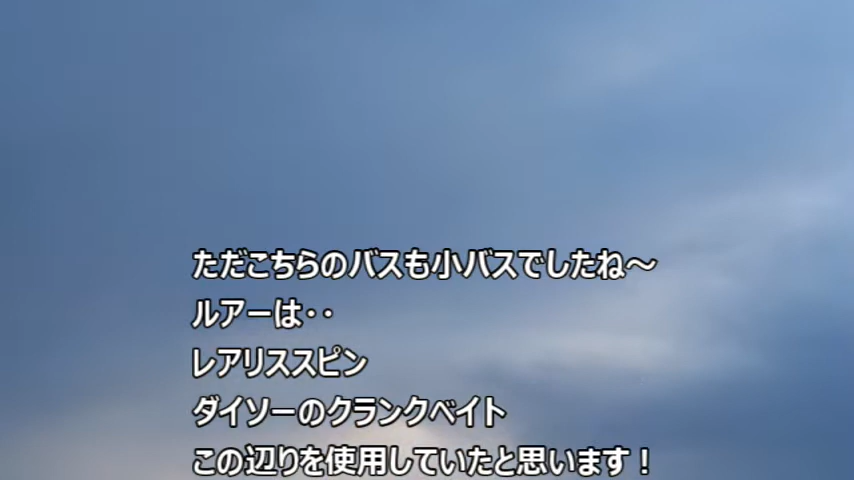 ただこちらのバスも小バスでしたね～
ルアーは‥
レアリススピン
ダイソーのクランクベイト
この辺りを使用していたと思います！